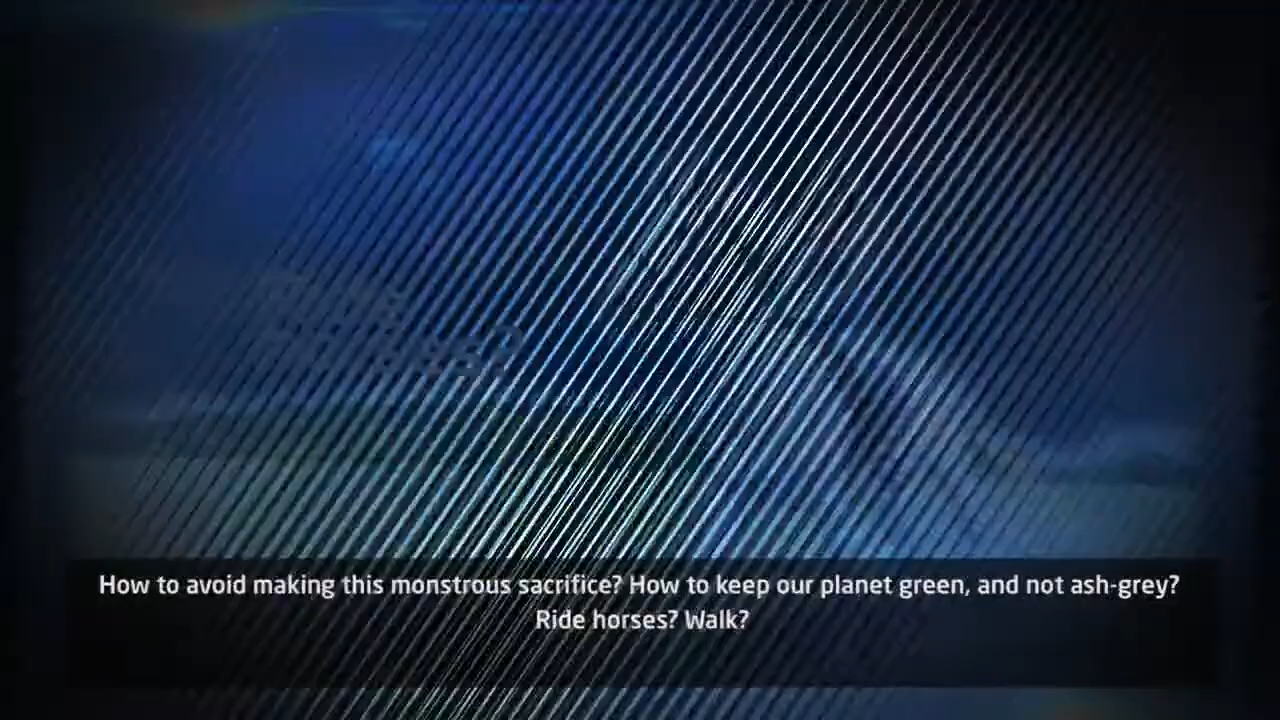 How to avoid making this monstrous sacrifice? How to keep our planet green, and not ash-grey?
Ride horses? Walk?